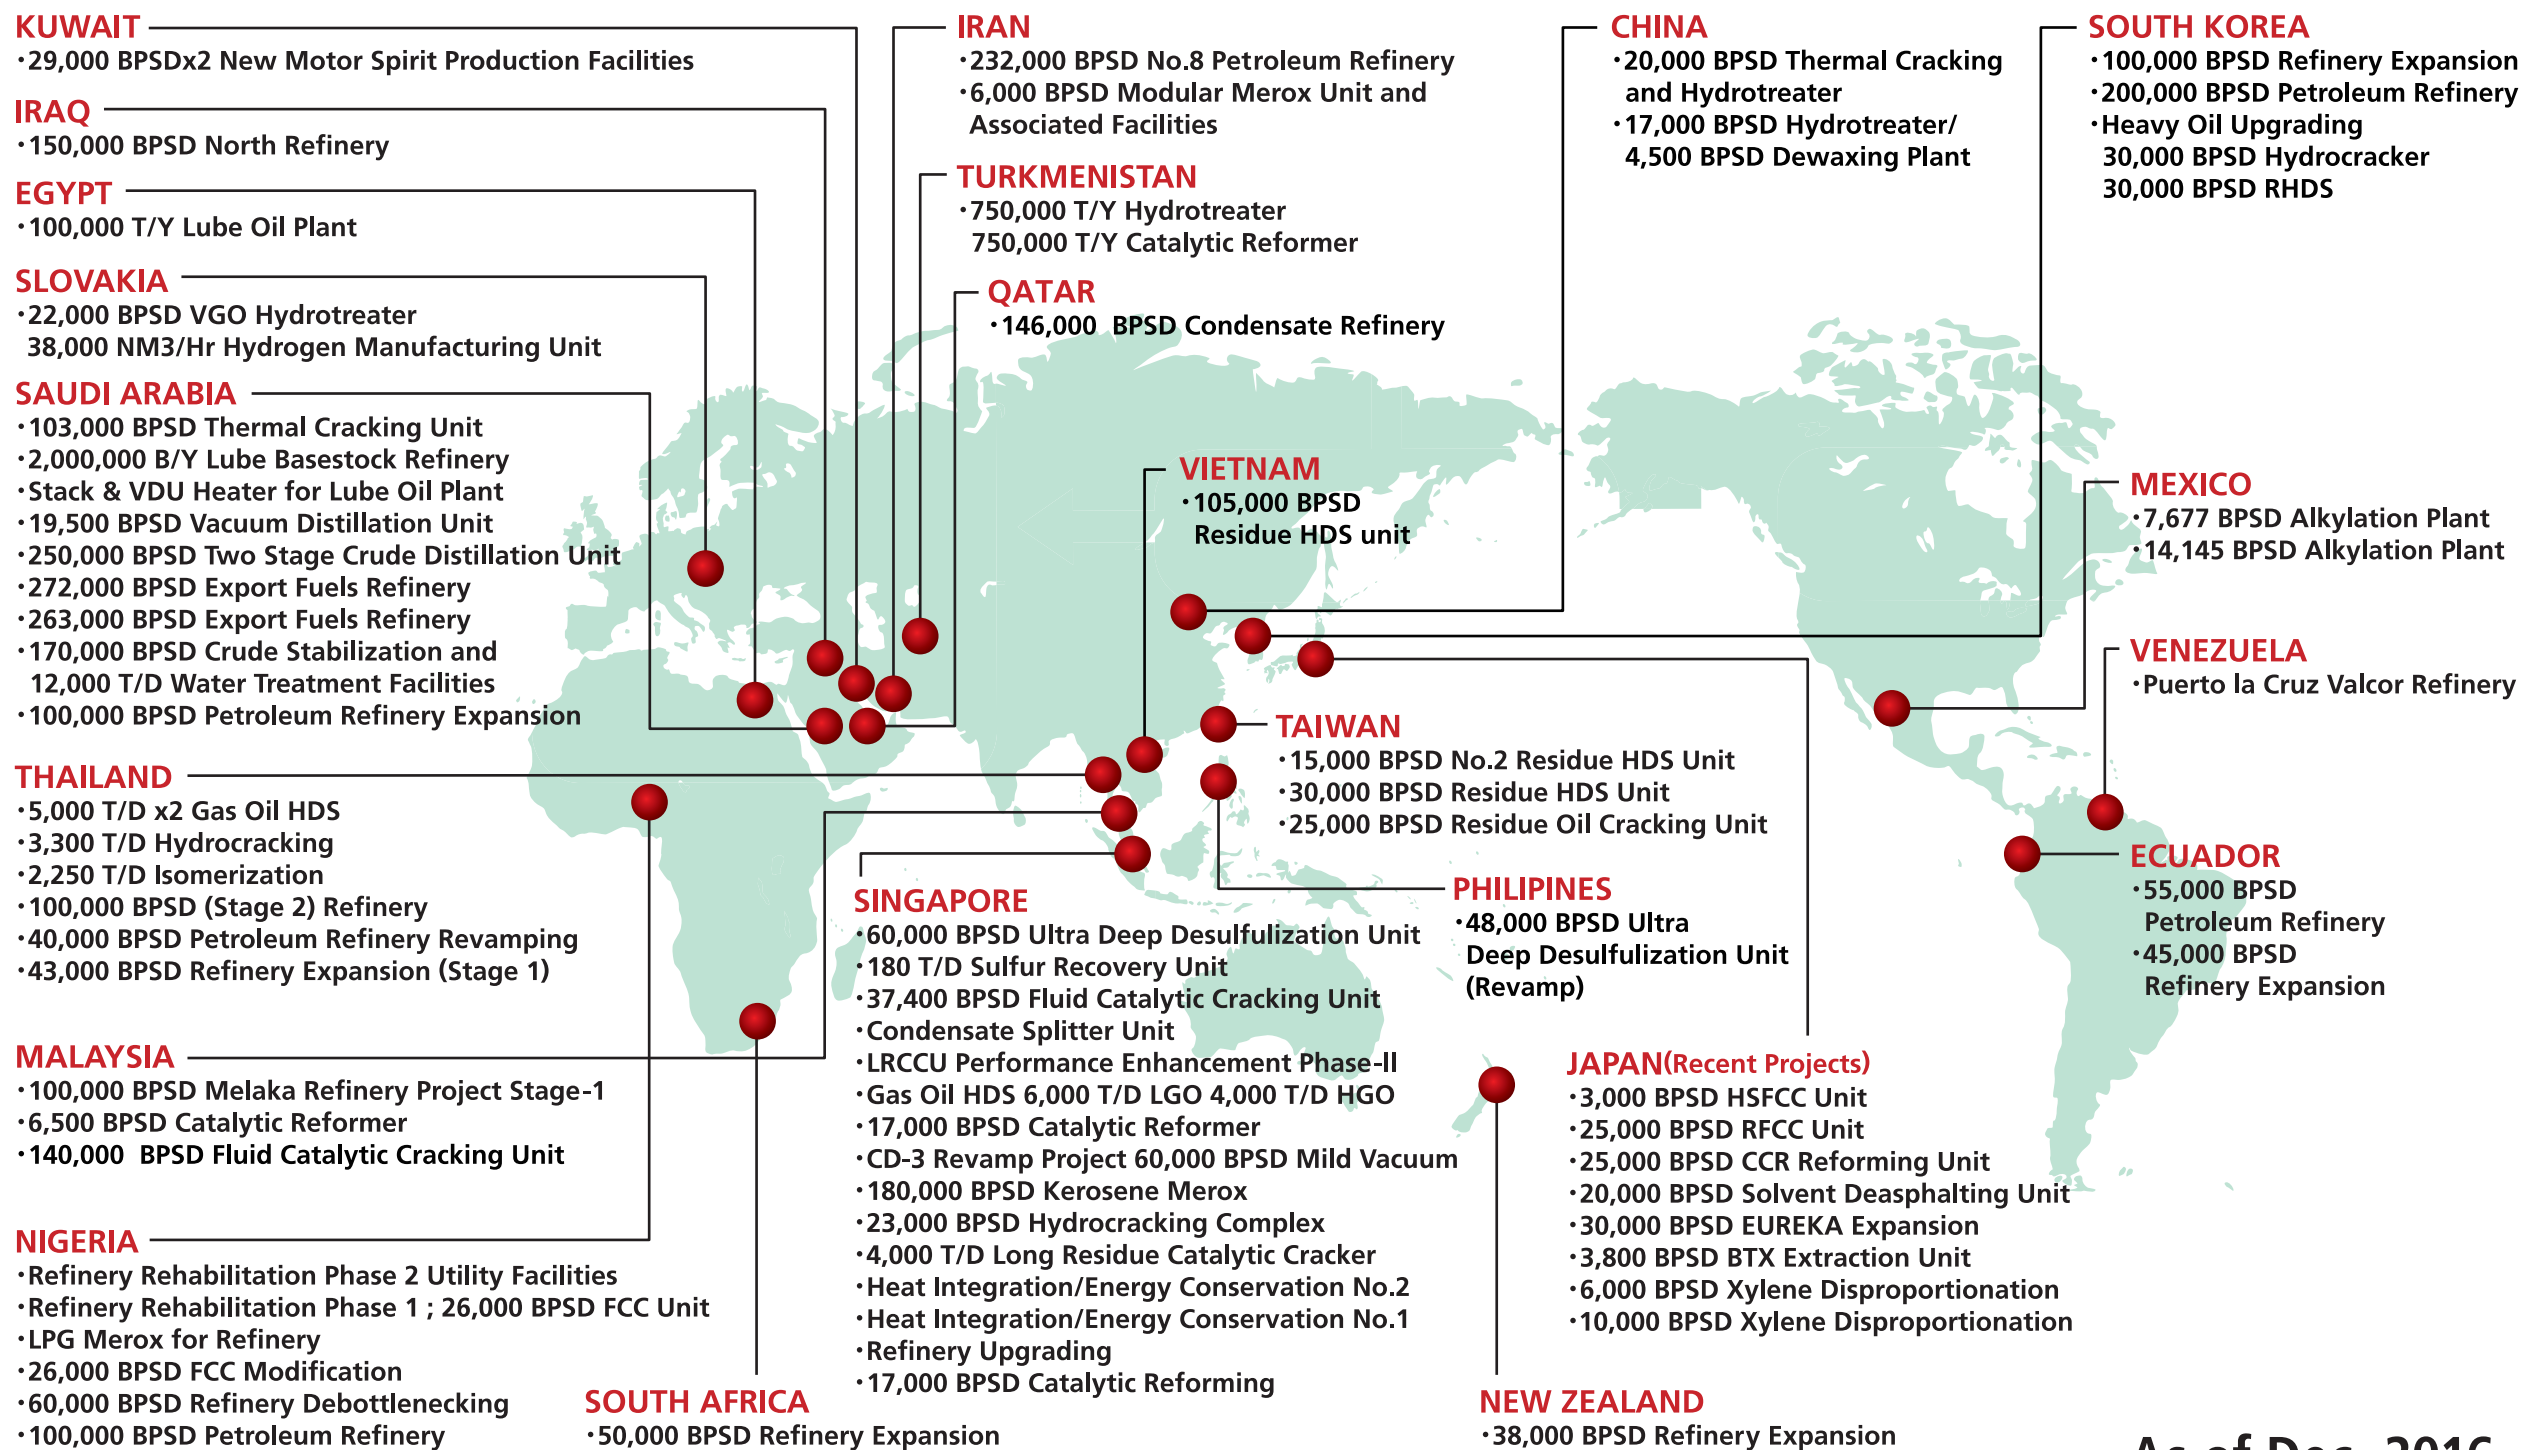 KUWAIT
·29,000 BPSDx2 New Motor Spirit Production Facilities
IRAQ
·150,000 BPSD North Refinery
EGYPT
·100,000 T/Y Lube Oil Plant
SLOVAKIA
·22,000 BPSD VGO Hydrotreater
38,000 NM3/Hr Hydrogen Manufacturing Unit
SAUDI ARABIA
·103,000 BPSD Thermal Cracking Unit
·2,000,000 B/Y Lube Basestock Refinery
·Stack & VDU Heater for Lube Oil Plant
·19,500 BPSD Vacuum Distillation Unit
·250,000 BPSD Two Stage Crude Distillation Unit
·272,000 BPSD Export Fuels Refinery
·263,000 BPSD Export Fuels Refinery
·170,000 BPSD Crude Stabilization and
12,000 T/D Water Treatment Facilities
·100,000 BPSD Petroleum Refinery Expansion
THAILAND
·5,000 T/D x2 Gas Oil HDS
·3,300 T/D Hydrocracking
·2,250 T/D Isomerization
·100,000 BPSD (Stage 2) Refinery
·40,000 BPSD Petroleum Refinery Revamping
·43,000 BPSD Refinery Expansion (Stage 1)
MALAYSIA
·100,000 BPSD Melaka Refinery Project Stage-1
·6,500 BPSD Catalytic Reformer
·140,000 BPSD Fluid Catalytic Cracking Unit
NIGERIA
·Refinery Rehabilitation Phase 2 Utility Facilities
·Refinery Rehabilitation Phase 1 ; 26,000 BPSD FCC Unit
·LPG Merox for Refinery
·26,000 BPSD FCC Modification
·60,000 BPSD Refinery Debottlenecking
·100,000 BPSD Petroleum Refinery
SOUTH AFRICA
·50,000 BPSD Refinery Expansion
IRAN
·232,000 BPSD No.8 Petroleum Refinery
·6,000 BPSD Modular Merox Unit and
Associated Facilities
TURKMENISTAN
·750,000 T/Y Hydrotreater
750,000 T/Y Catalytic Reformer
QATAR
·146,000 BPSD Condensate Refinery
VIETNAM
·105,000 BPSD
Residue HDS unit
TAIWAN
·15,000 BPSD No.2 Residue HDS Unit
·30,000 BPSD Residue HDS Unit
·25,000 BPSD Residue Oil Cracking Unit
SINGAPORE
·60,000 BPSD Ultra Deep Desulfulization Unit
·180 T/D Sulfur Recovery Unit
·37,400 BPSD Fluid Catalytic Cracking Unit
·Condensate Splitter Unit
·LRCCU Performance Enhancement Phase-II
·Gas Oil HDS 6,000 T/D LGO 4,000 T/D HGO
·17,000 BPSD Catalytic Reformer
·CD-3 Revamp Project 60,000 BPSD Mild Vacuum
·180,000 BPSD Kerosene Merox
·23,000 BPSD Hydrocracking Complex
·4,000 T/D Long Residue Catalytic Cracker
·Heat Integration/Energy Conservation No.2
·Heat Integration/Energy Conservation No.1
·Refinery Upgrading
·17,000 BPSD Catalytic Reforming
PHILIPINES
·48,000 BPSD Ultra
Deep Desulfulization Unit
(Revamp)
CHINA
·20,000 BPSD Thermal Cracking
and Hydrotreater
·17,000 BPSD Hydrotreater/
4,500 BPSD Dewaxing Plant
SOUTH KOREA
·100,000 BPSD Refinery Expansion
·200,000 BPSD Petroleum Refinery
·Heavy Oil Upgrading
30,000 BPSD Hydrocracker
30,000 BPSD RHDS
MEXICO
·7,677 BPSD Alkylation Plant
·14,145 BPSD Alkylation Plant
VENEZUELA
·Puerto la Cruz Valcor Refinery
ECUADOR
·55,000 BPSD
Petroleum Refinery
·45,000 BPSD
Refinery Expansion
JAPAN(Recent Projects)
·3,000 BPSD HSFCC Unit
·25,000 BPSD RFCC Unit
·25,000 BPSD CCR Reforming Unit
·20,000 BPSD Solvent Deasphalting Unit
·30,000 BPSD EUREKA Expansion
·3,800 BPSD BTX Extraction Unit
·6,000 BPSD Xylene Disproportionation
·10,000 BPSD Xylene Disproportionation
NEW ZEALAND
·38,000 BPSD Refinery Expansion
As of Dec. 2016